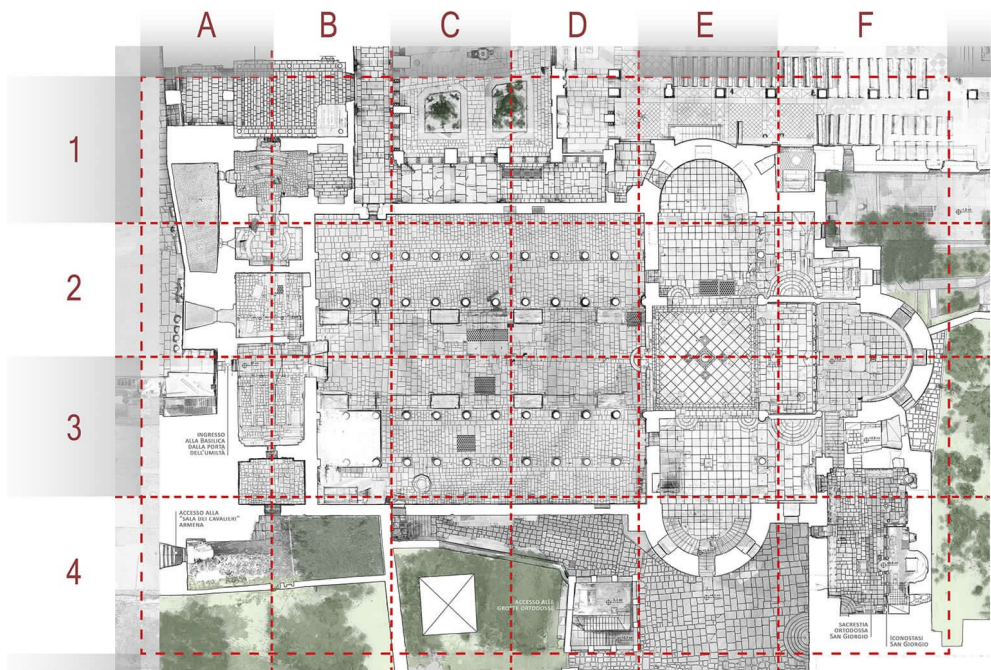 A B C D E F
1
2
3
INGRESSO
ALLA BASILICA
DALLA PORTA
DELL'UMILTÀ
4
ACCESSO ALLA
"SALA DEI CAVALIERI"
ARMENA
ACCESSO ALLE
GROTTE ORTODOSSE
SACRESTIA
ORTODOSSA
SAN GIORGIO
ICONOSTASI
SAN GIORGIO